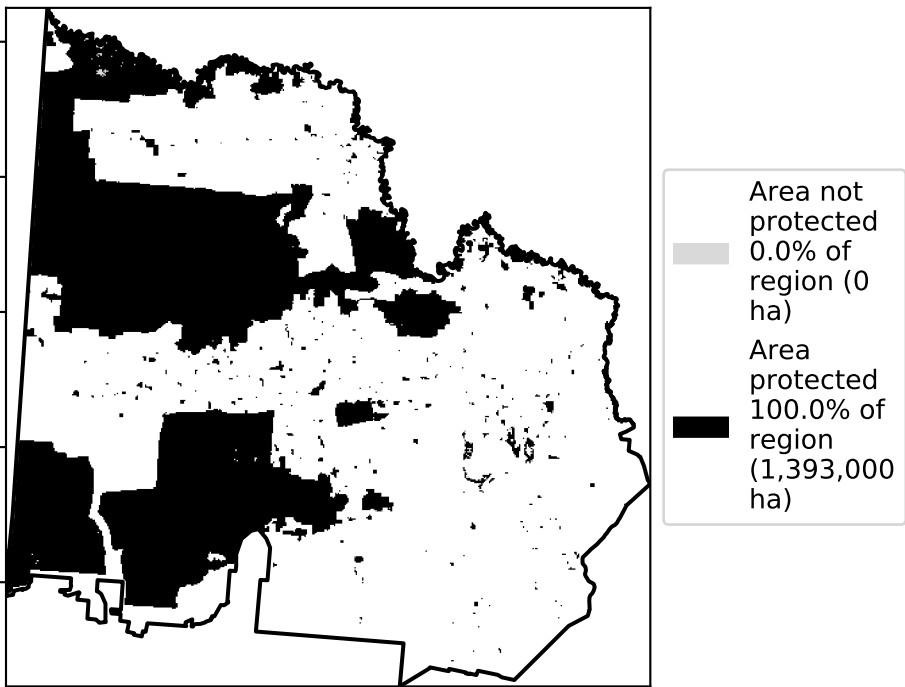 Area not
protected
0.0% of
region (0
ha)
Area
protected
100.0% of
region
(1,393,000
ha)